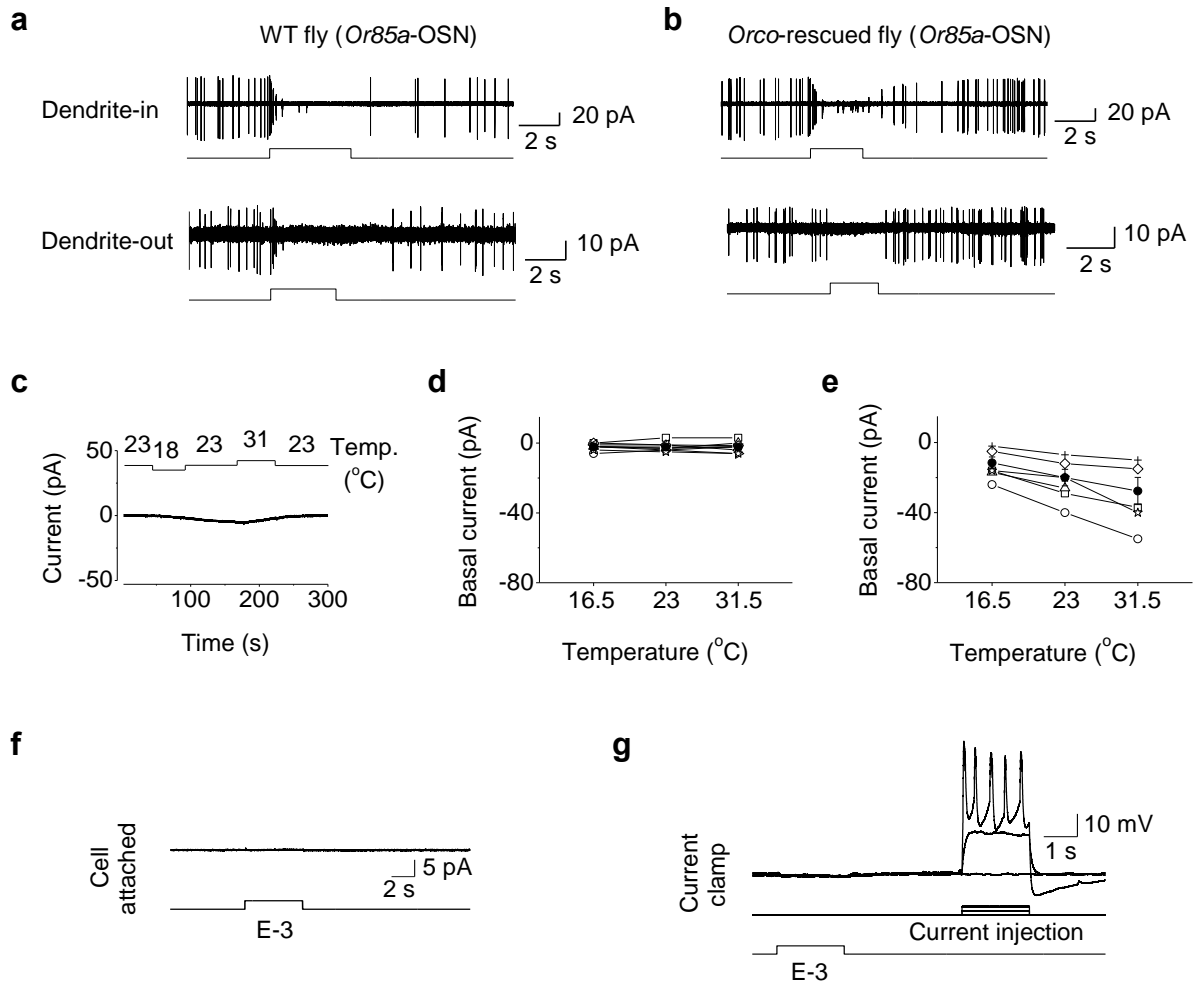 a
WT fly (Or85a-OSN)
Dendrite-in
20 pA
2 s
Dendrite-out
10 pA
2 s
b
Orco-rescued fly (Or85a-OSN)
20 pA
2 s
10 pA
2 s
c
23 18 23 31 23 Temp. (°C)
50
0
-50
Current (pA)
100 200 300
Time (s)
d
0
-40
-80
Basal current (pA)
16.5 23 31.5
Temperature (°C)
e
0
-40
-80
Basal current (pA)
16.5 23 31.5
Temperature (°C)
f
Cell attached
5 pA
2 s
E-3
g
Current clamp
10 mV
1 s
Current injection
E-3